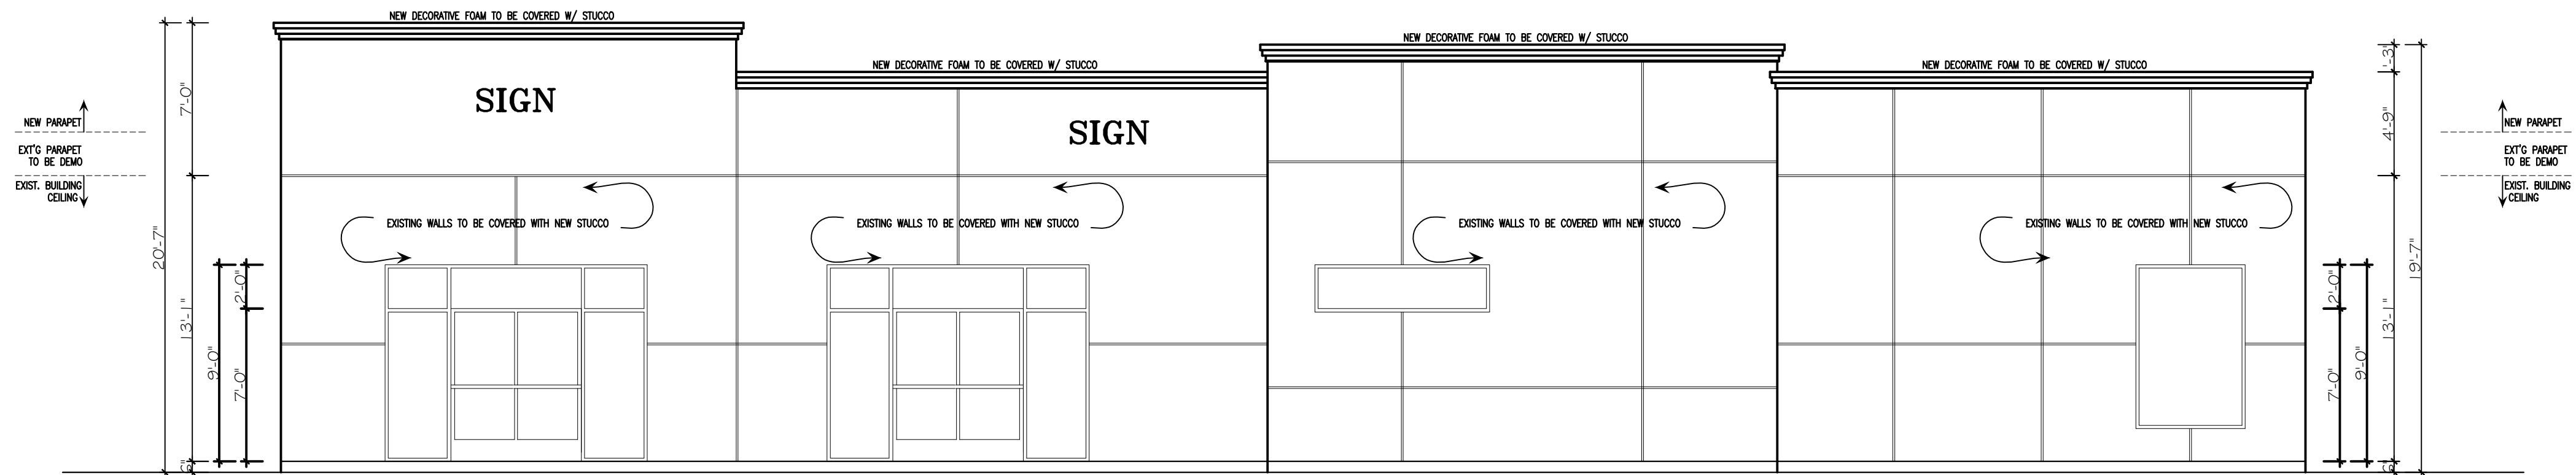 NEW DECORATIVE FOAM TO BE COVERED W/ STUCCO
NEW DECORATIVE FOAM TO BE COVERED W/ STUCCO
NEW DECORATIVE FOAM TO BE COVERED W/ STUCCO
NEW DECORATIVE FOAM TO BE COVERED W/ STUCCO
SIGN
SIGN
NEW PARAPET
EXT'G PARAPET
TO BE DEMO
EXIST. BUILDING
CEILING
7'-0"
20'-7"
13'-1"
9'-0"
2'-0"
7'-0"
6"
EXISTING WALLS TO BE COVERED WITH NEW STUCCO
EXISTING WALLS TO BE COVERED WITH NEW STUCCO
EXISTING WALLS TO BE COVERED WITH NEW STUCCO
EXISTING WALLS TO BE COVERED WITH NEW STUCCO
4'-9"
19'-7"
13'-1"
2'-0"
9'-0"
7'-0"
6"
NEW PARAPET
EXT'G PARAPET
TO BE DEMO
EXIST. BUILDING
CEILING